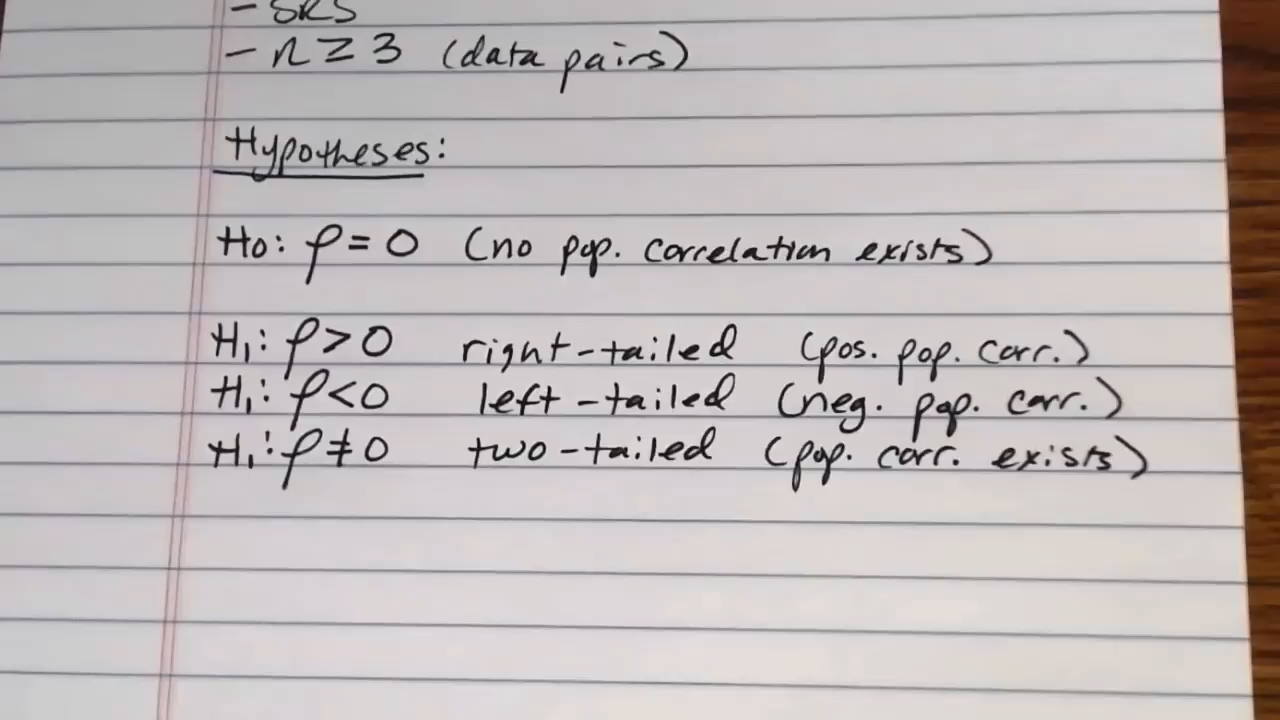 - SRS
- n ≥ 3 (data pairs)
Hypotheses:
H0: ρ = 0 (no pop. correlation exists)
H1: ρ > 0 right-tailed (pos. pop. corr.)
H1: ρ < 0 left-tailed (neg. pop. corr.)
H1: ρ ≠ 0 two-tailed (pop. corr. exists)